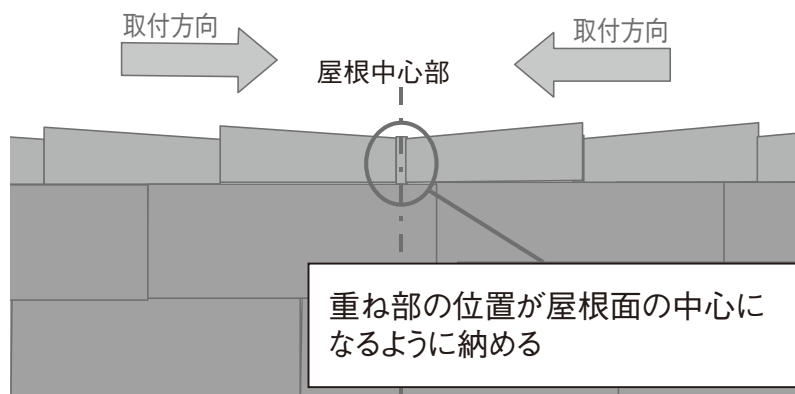 取付方向
取付方向
屋根中心部
重ね部の位置が屋根面の中心に
なるように納める